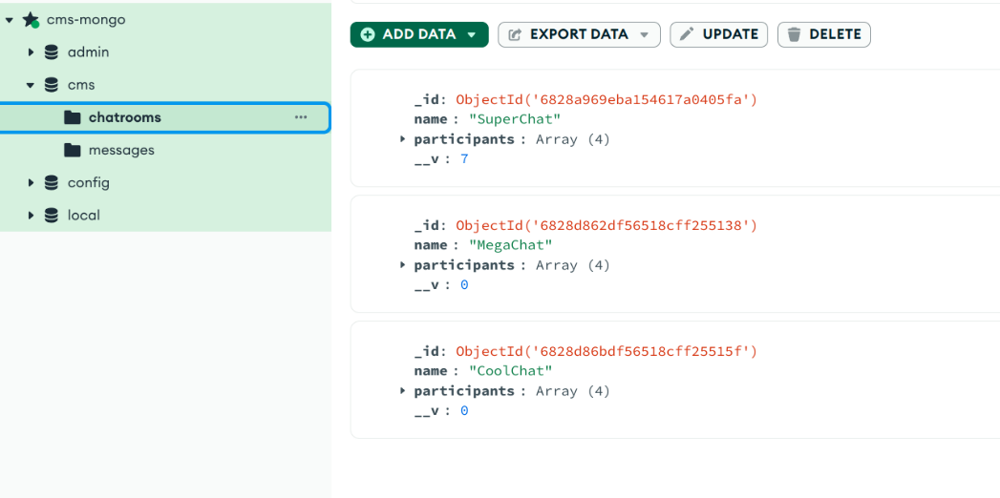 cms-mongo
admin
cms
chatrooms
messages
config
local
ADD DATA EXPORT DATA UPDATE DELETE
_id: ObjectId('6828a969eba154617a0405fa')
name : "SuperChat"
participants : Array (4)
__v : 7
_id: ObjectId('6828d862df56518cff255138')
name : "MegaChat"
participants : Array (4)
__v : 0
_id: ObjectId('6828d86bdf56518cff25515f')
name : "CoolChat"
participants : Array (4)
__v : 0